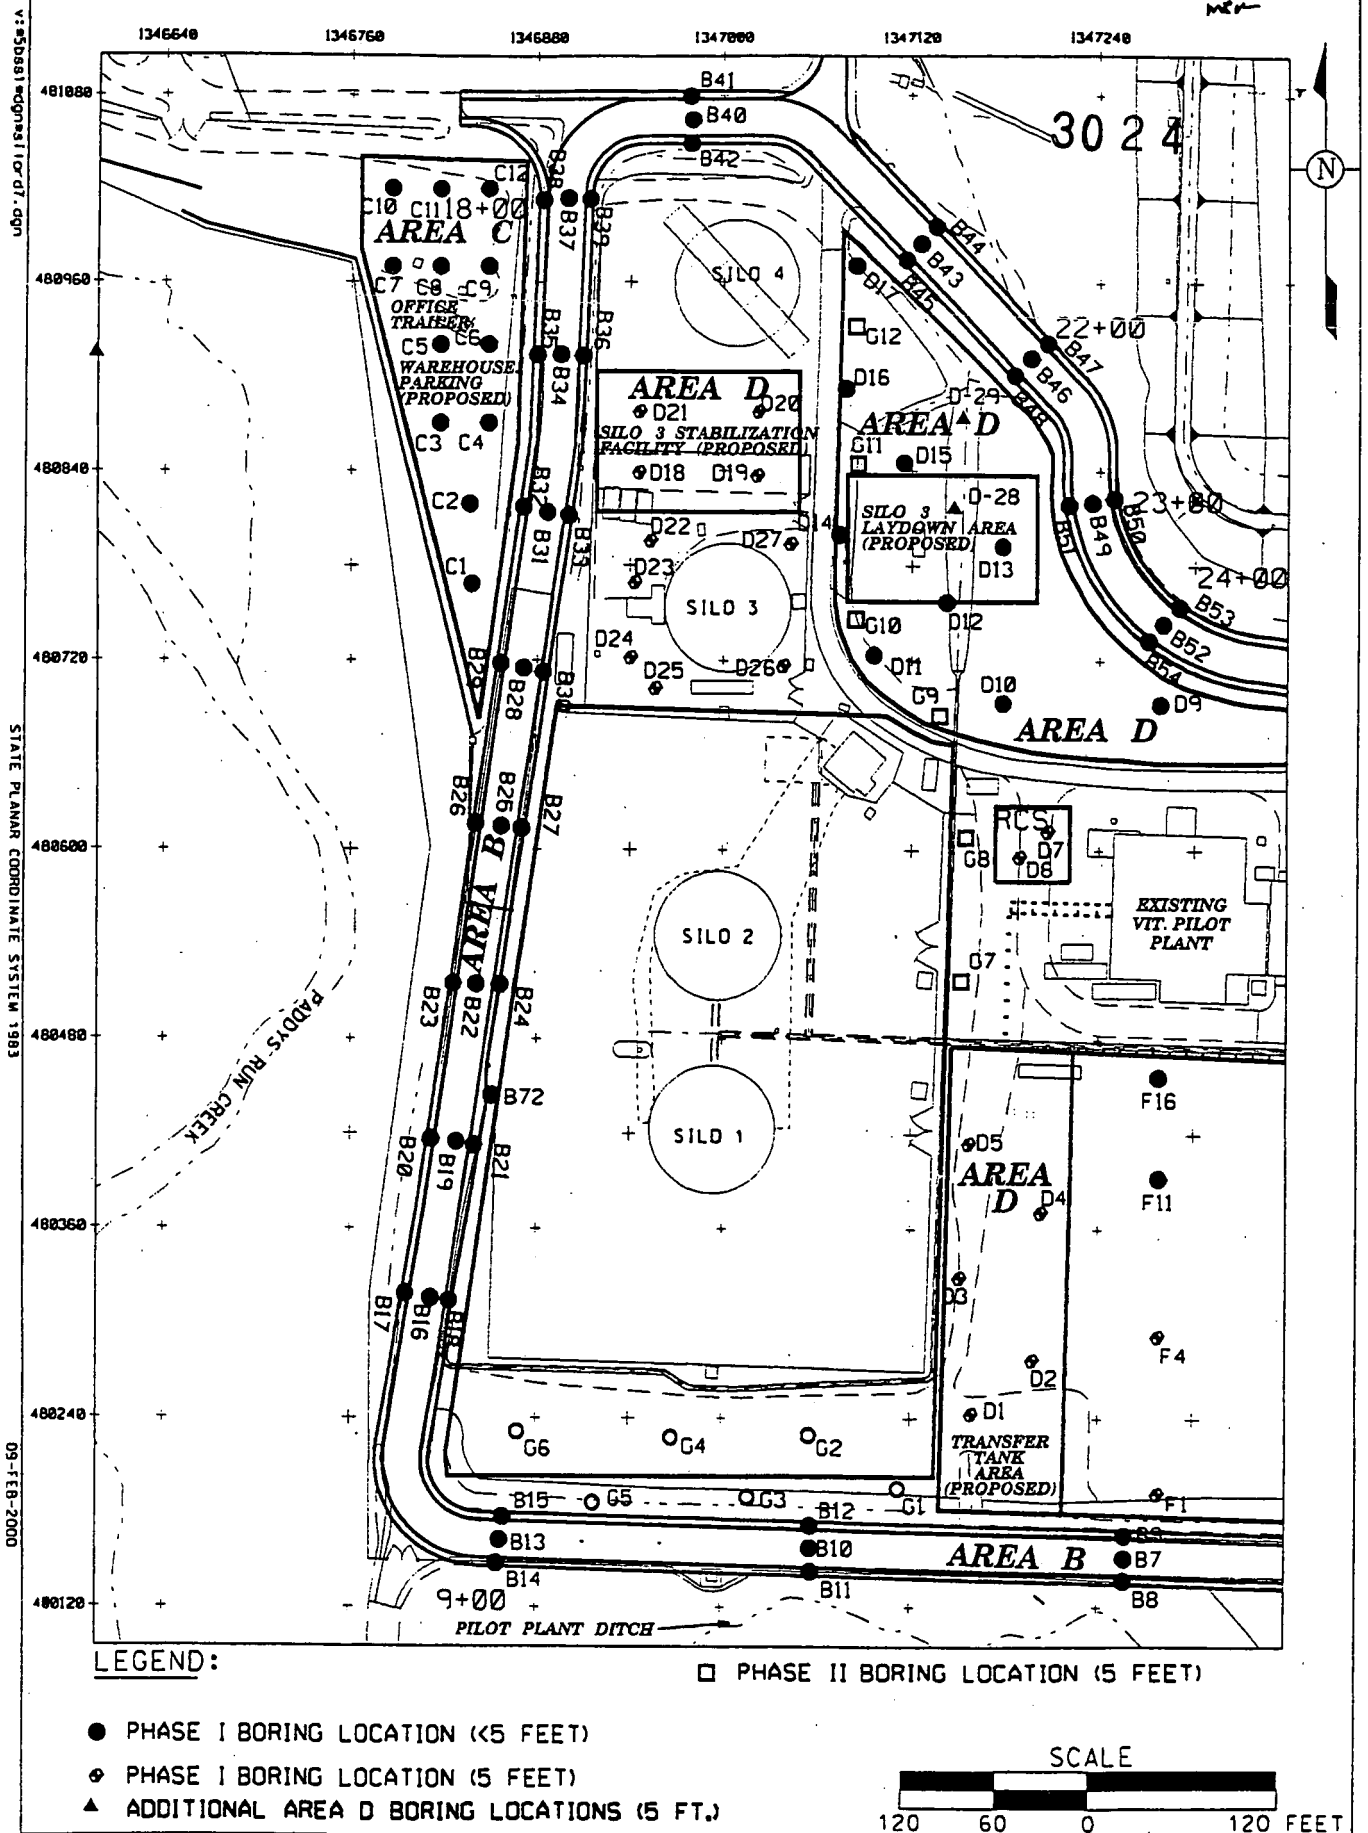 1346640 1346760 1346880 1347000 1347120 1347240
481080
480960
480840
480720
480600
480480
480360
480240
480120
STATE PLANAR COORDINATE SYSTEM 1983
09-FEB-2000
3024
N
B41
B40
B42
B38
B37
B39
C12
C10 C11 18+00
AREA C
C7 C8 C9
OFFICE
TRAILER
C6
C5
WAREHOUSE
PARKING
(PROPOSED)
C3 C4
C2
C1
B35
B34
B36
B32
B31
B33
B29
B28
B30
B26
B25
B27
AREA B
B23
B22
B24
B72
B20
B19
B21
B17
B16
B18
PADDYS RUN CREEK
SILO 4
B44
B43
B45
D17
G12
22+00
B47
B46
B48
D16
D-29
AREA D
D21 D20
SILO 3 STABILIZATION
FACILITY (PROPOSED)
D18 D19
AREA D
G11
D15
D-28
SILO 3
LAYDOWN AREA
(PROPOSED)
D14
D13
D12
23+00
B51
B49
B50
24+00
B53
B52
B54
D22
D27
D23
SILO 3
D24
D25
D26
G10
D11
G9
D10
D9
AREA D
RCS
D7
D8
G8
EXISTING
VIT. PILOT
PLANT
SILO 2
G7
SILO 1
F16
D5
AREA
D
D4
F11
D3
F4
D2
D1
TRANSFER
TANK
AREA
(PROPOSED)
G6
G4
G2
G5
G3
G1
F1
B15
B12
B9
B13
B10
AREA B
B7
B14
B11
B8
9+00
PILOT PLANT DITCH
LEGEND:
PHASE II BORING LOCATION (5 FEET)
PHASE I BORING LOCATION (<5 FEET)
PHASE I BORING LOCATION (5 FEET)
ADDITIONAL AREA D BORING LOCATIONS (5 FT.)
SCALE
120 60 0 120 FEET